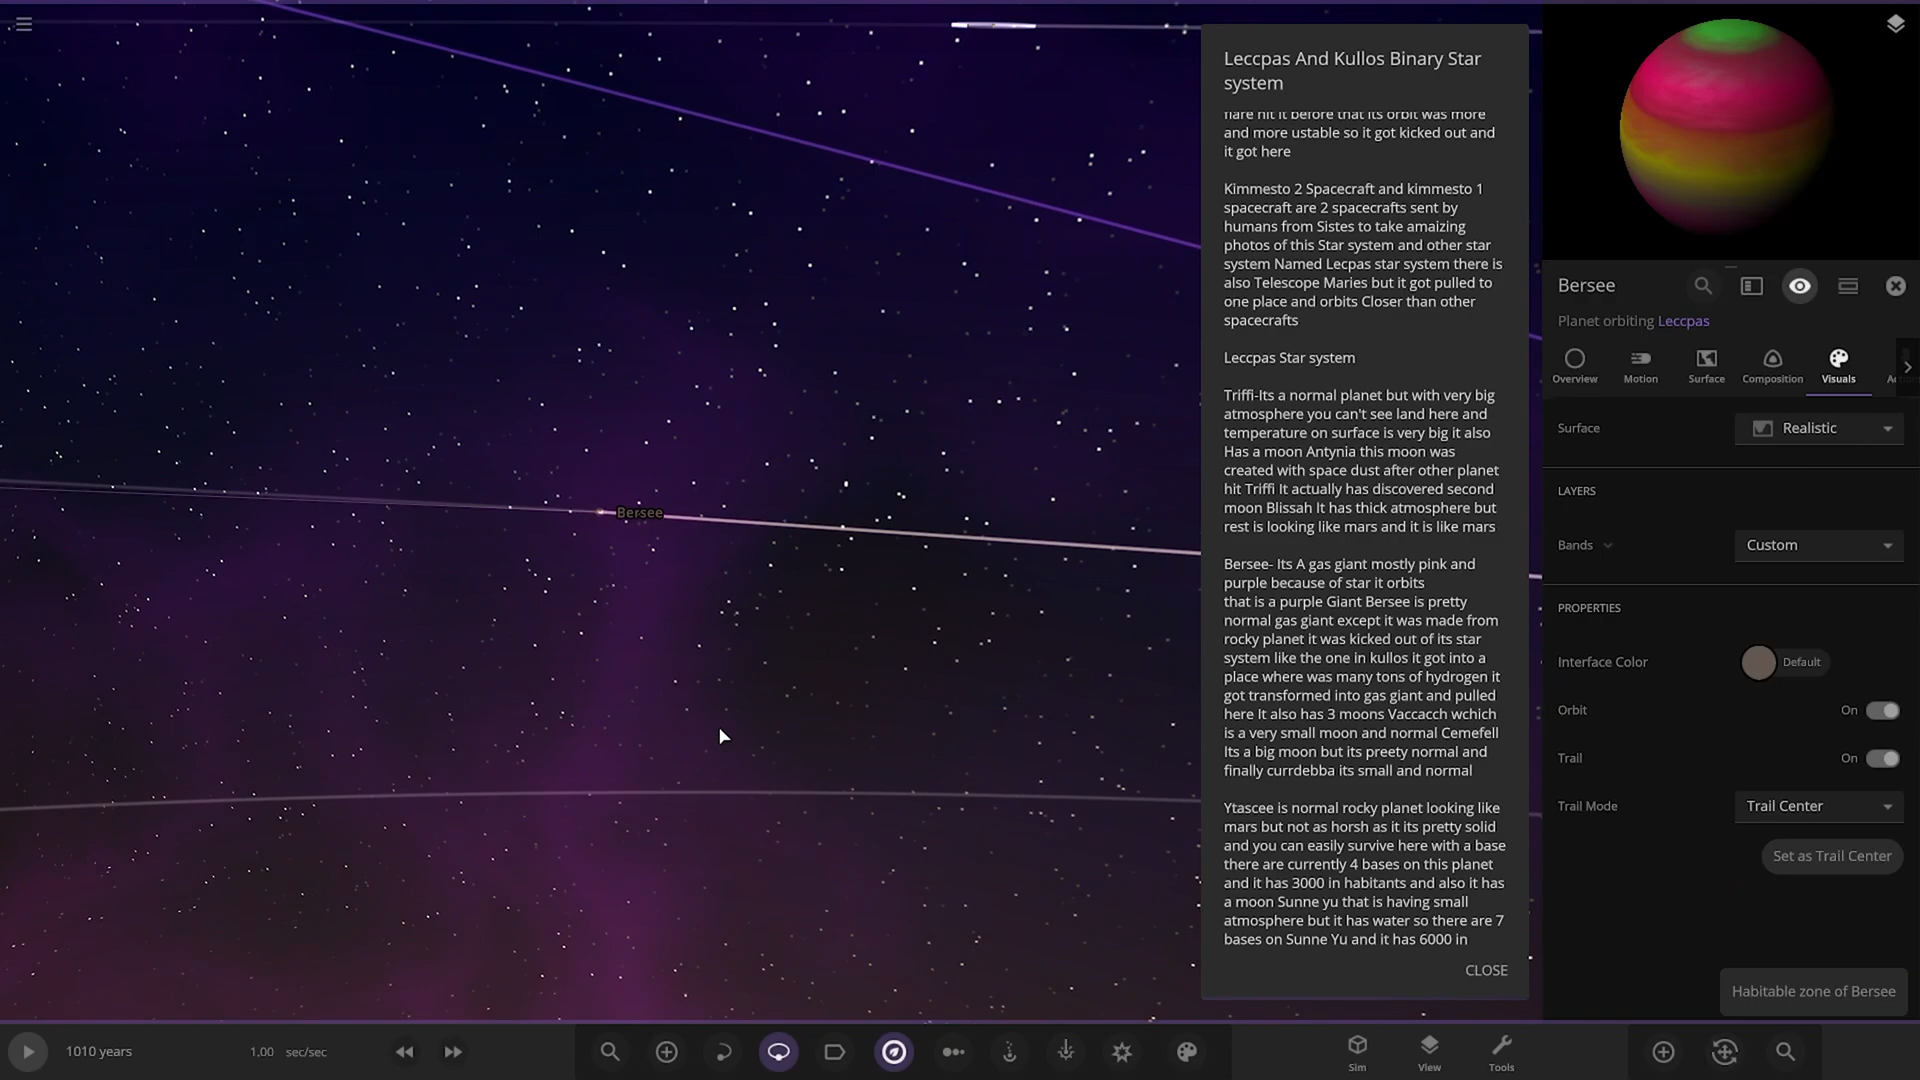 Leccpas And Kullos Binary Star
system
flare hit it before that its orbit was more
and more ustable so it got kicked out and
it got here
Kimmesto 2 Spacecraft and kimmesto 1
spacecraft are 2 spacecrafts sent by
humans from Sistes to take amaizing
photos of this Star system and other star
system Named Lecpas star system there is
also Telescope Maries but it got pulled to
one place and orbits Closer than other
spacecrafts
Leccpas Star system
Triffi-Its a normal planet but with very big
atmosphere you can't see land here and
temperature on surface is very big it also
Has a moon Antynia this moon was
created with space dust after other planet
hit Triffi It actually has discovered second
moon Blissah It has thick atmosphere but
rest is looking like mars and it is like mars
Bersee- Its A gas giant mostly pink and
purple because of star it orbits
that is a purple Giant Bersee is pretty
normal gas giant except it was made from
rocky planet it was kicked out of its star
system like the one in kullos it got into a
place where was many tons of hydrogen it
got transformed into gas giant and pulled
here It also has 3 moons Vaccacch wchich
is a very small moon and normal Cemefell
Its a big moon but its preety normal and
finally currdebba its small and normal
Ytascee is normal rocky planet looking like
mars but not as horsh as it its pretty solid
and you can easily survive here with a base
there are currently 4 bases on this planet
and it has 3000 in habitants and also it has
a moon Sunne yu that is having small
atmosphere but it has water so there are 7
bases on Sunne Yu and it has 6000 in
CLOSE
Bersee
Bersee
Planet orbiting Leccpas
Overview Motion Surface Composition Visuals
Surface Realistic
LAYERS
Bands Custom
PROPERTIES
Interface Color Default
Orbit On
Trail On
Trail Mode Trail Center
Set as Trail Center
Habitable zone of Bersee
1010 years 1,00 sec/sec
Sim View Tools